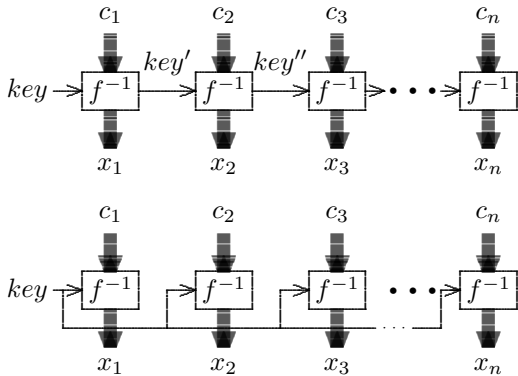 c₁ c₂ c₃ cₙ
key′ key″
key f⁻¹ f⁻¹ f⁻¹ • • • f⁻¹
x₁ x₂ x₃ xₙ
c₁ c₂ c₃ cₙ
key f⁻¹ f⁻¹ f⁻¹ • • • f⁻¹
x₁ x₂ x₃ xₙ